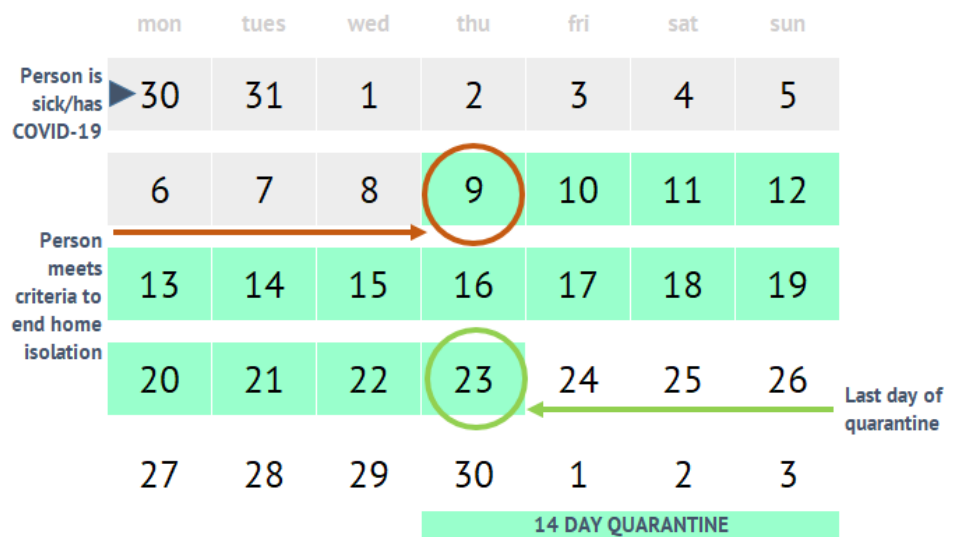 mon tues wed thu fri sat sun
Person is
sick/has
COVID-19
30 31 1 2 3 4 5
6 7 8 9 10 11 12
Person
meets
criteria to
end home
isolation
13 14 15 16 17 18 19
20 21 22 23 24 25 26
Last day of
quarantine
27 28 29 30 1 2 3
14 DAY QUARANTINE